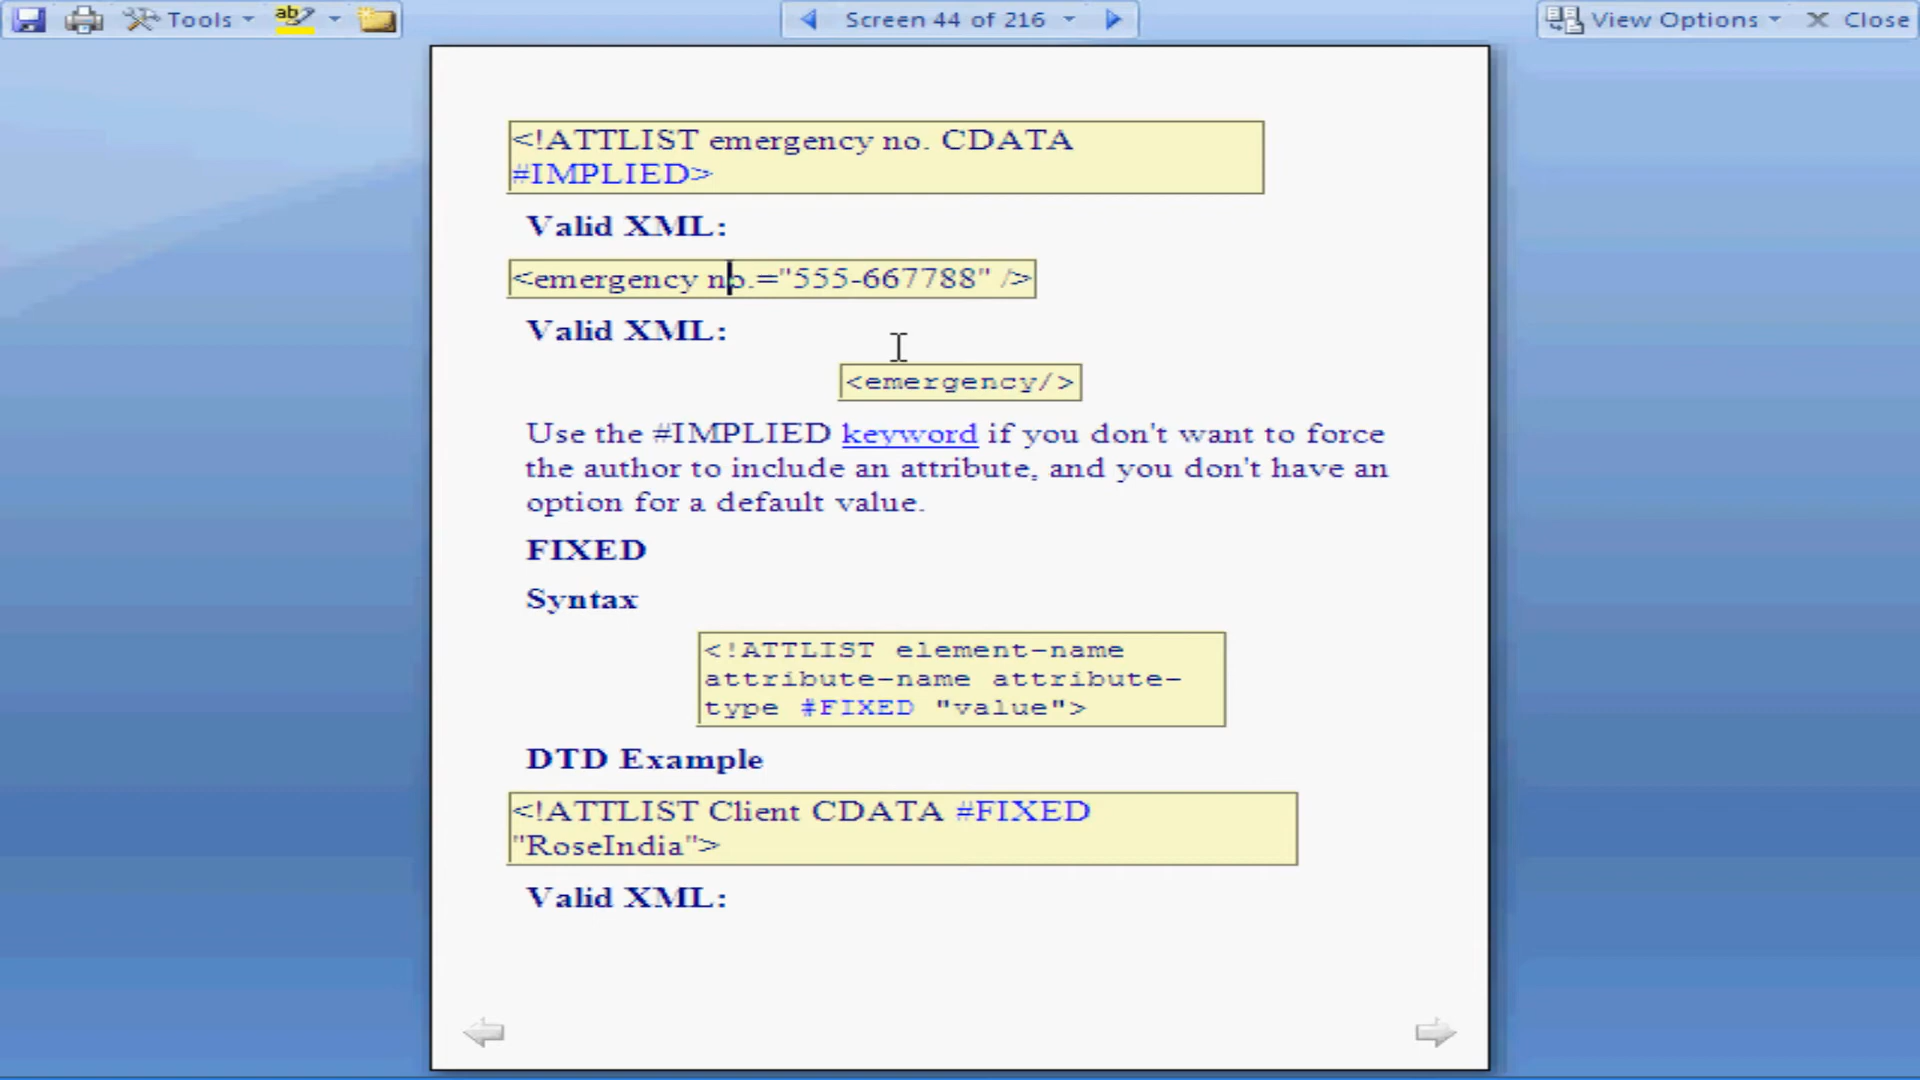 Tools
Screen 44 of 216
View Options
Close
<!ATTLIST emergency no. CDATA
#IMPLIED>
Valid XML:
<emergency no.="555-667788" />
Valid XML:
<emergency/>
Use the #IMPLIED keyword if you don't want to force
the author to include an attribute, and you don't have an
option for a default value.
FIXED
Syntax
<!ATTLIST element-name
attribute-name attribute-
type #FIXED "value">
DTD Example
<!ATTLIST Client CDATA #FIXED
"RoseIndia">
Valid XML: